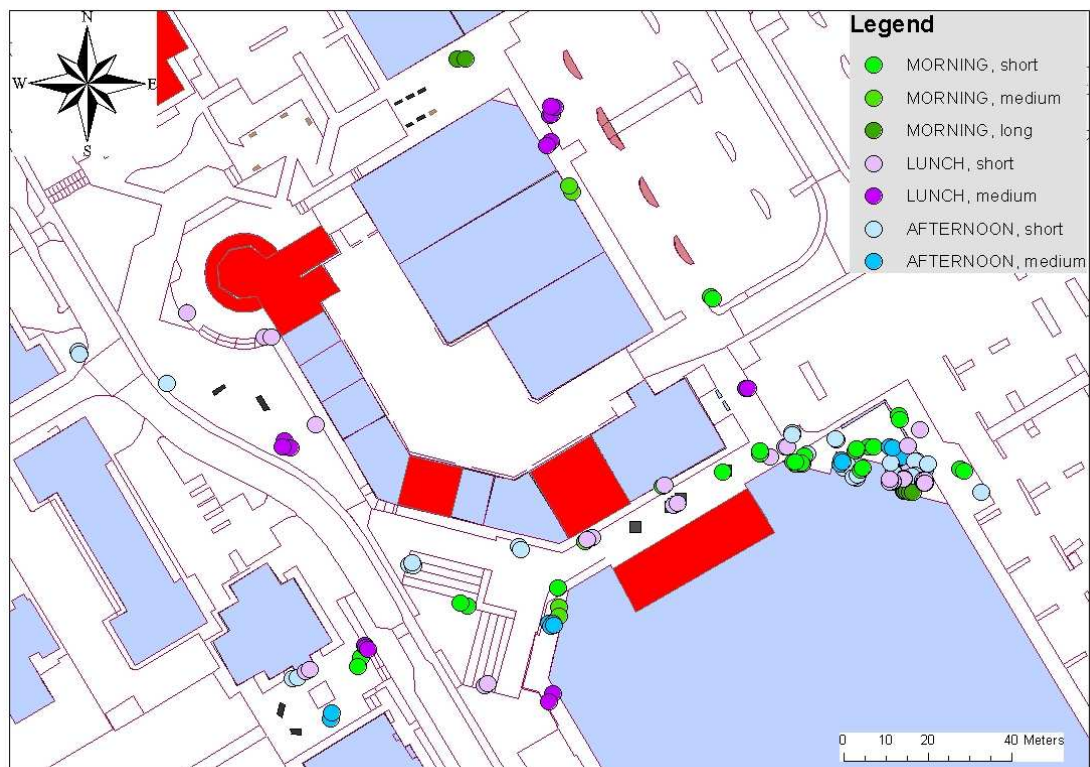 N
W E
S
Legend
MORNING, short
MORNING, medium
MORNING, long
LUNCH, short
LUNCH, medium
AFTERNOON, short
AFTERNOON, medium
0 10 20 40 Meters